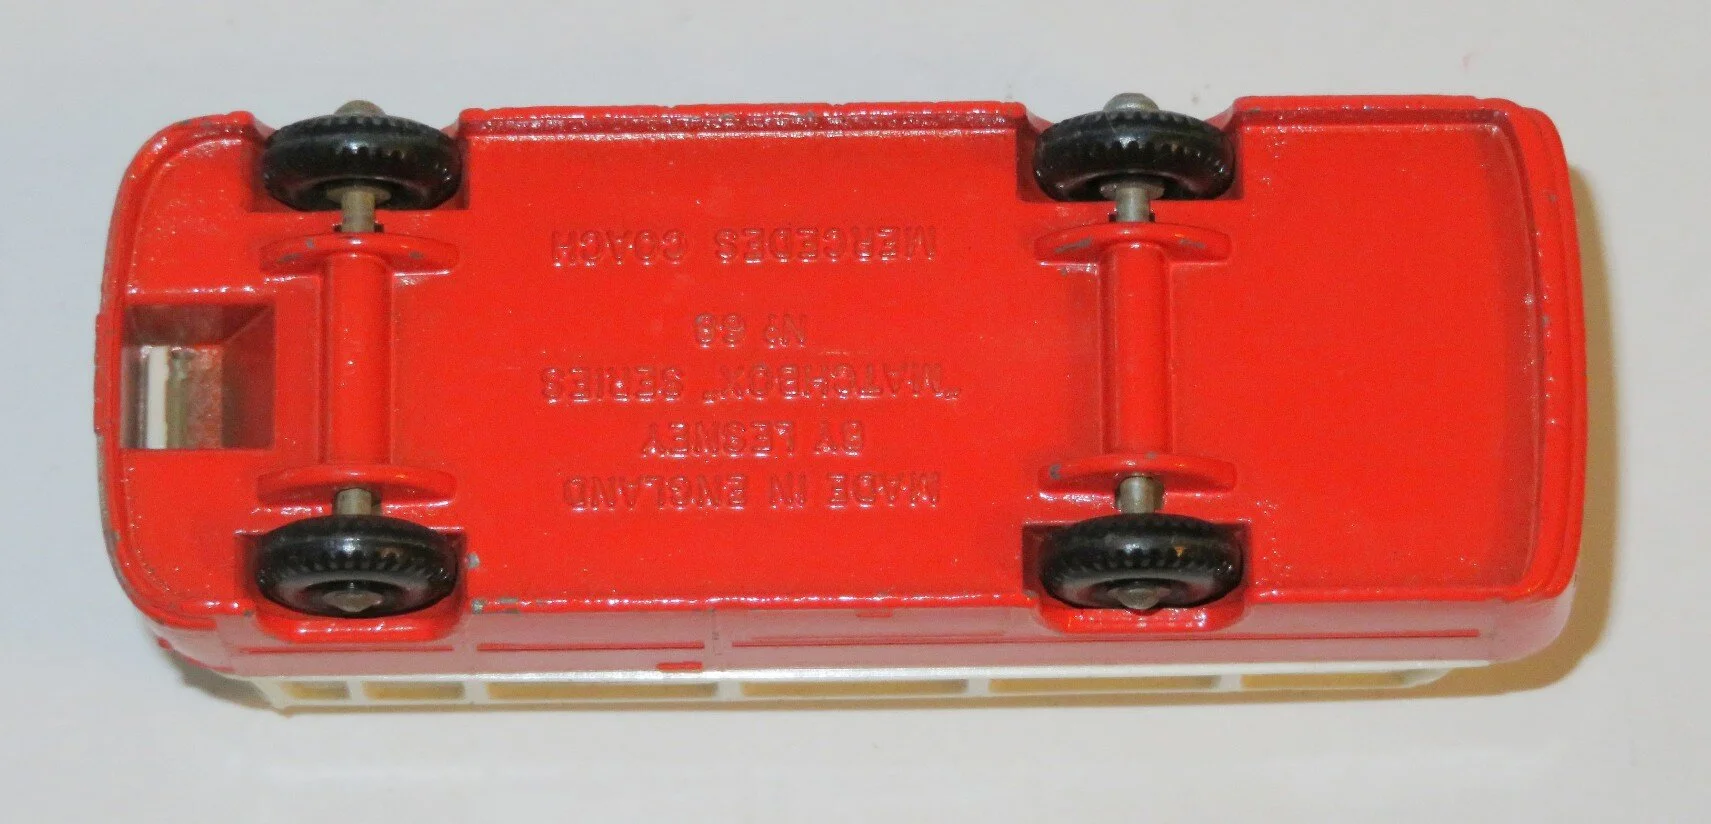 MADE IN ENGLAND
BY LESNEY
"MATCHBOX" SERIES
Nº 68
MERCEDES COACH